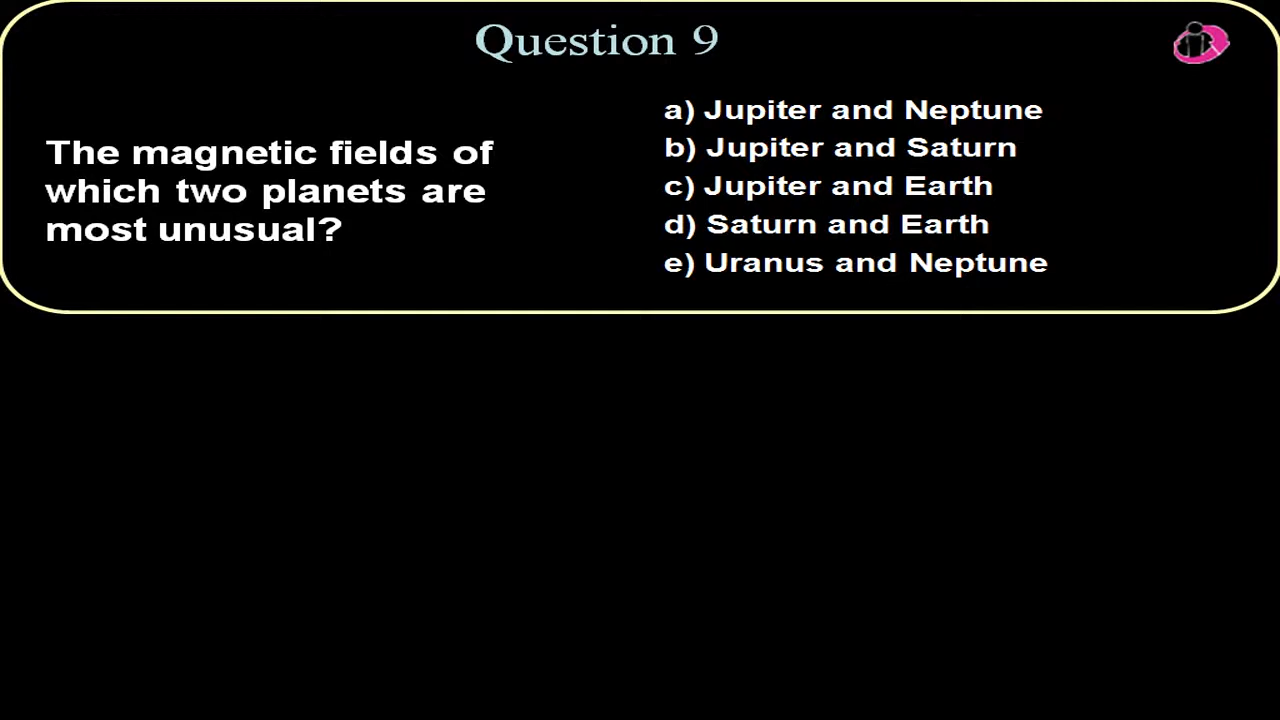 Question 9
The magnetic fields of
which two planets are
most unusual?
a) Jupiter and Neptune
b) Jupiter and Saturn
c) Jupiter and Earth
d) Saturn and Earth
e) Uranus and Neptune